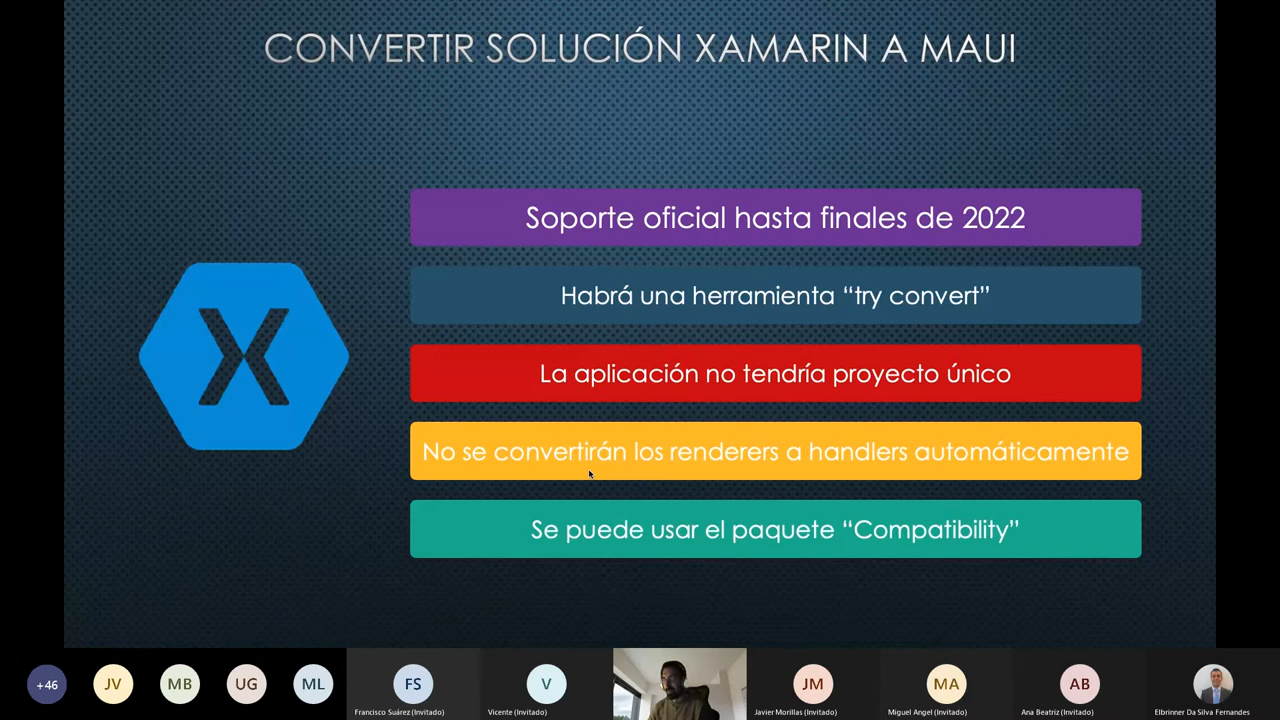 CONVERTIR SOLUCIÓN XAMARIN A MAUI
Soporte oficial hasta finales de 2022
Habrá una herramienta “try convert”
X
La aplicación no tendría proyecto único
No se convertirán los renderers a handlers automáticamente
Se puede usar el paquete “Compatibility”
+46
JV
MB
UG
ML
FS
V
JM
MA
AB
Francisco Suárez (Invitado)
Vicente (Invitado)
Javier Morillas (Invitado)
Miguel Angel (Invitado)
Ana Beatriz (Invitado)
Elbrinner Da Silva Fernandes